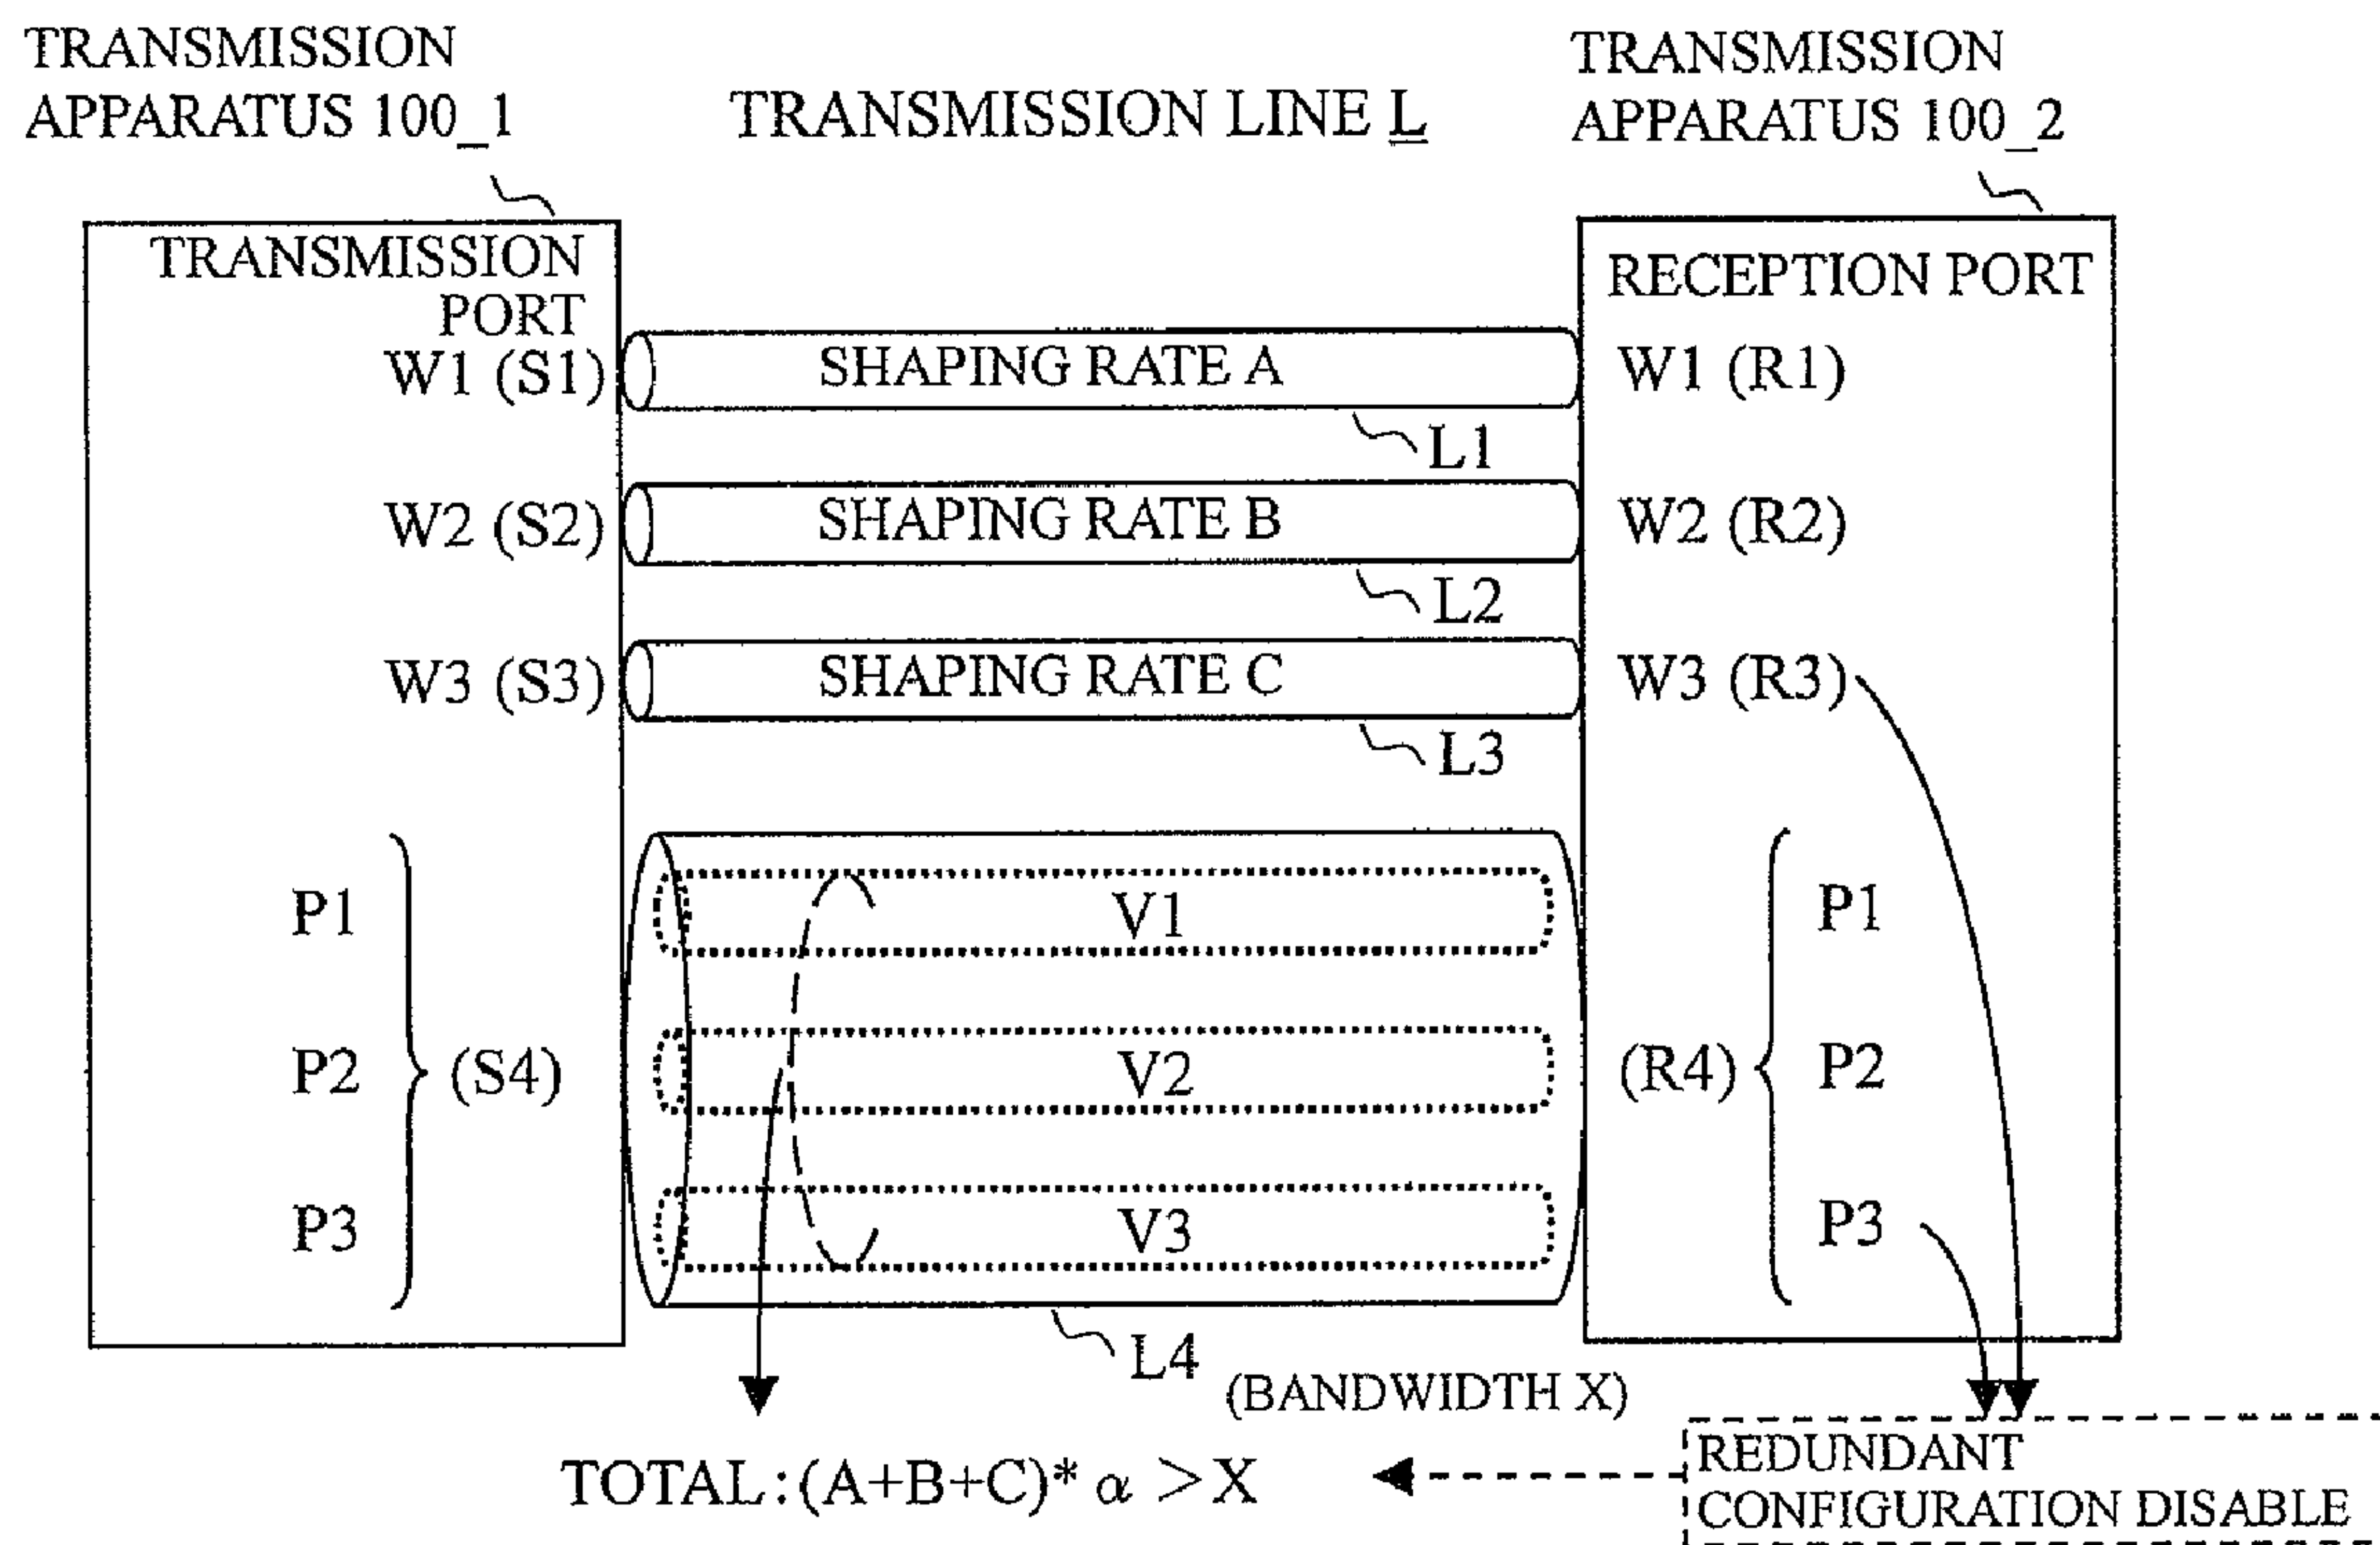 TRANSMISSION
APPARATUS 100_1
TRANSMISSION LINE L
TRANSMISSION
APPARATUS 100_2
TRANSMISSION
PORT
RECEPTION PORT
W1 (S1)
SHAPING RATE A
W1 (R1)
L1
W2 (S2)
SHAPING RATE B
W2 (R2)
L2
W3 (S3)
SHAPING RATE C
W3 (R3)
L3
P1
V1
P1
P2
(S4)
V2
(R4)
P2
P3
V3
P3
L4
(BANDWIDTH X)
TOTAL:(A+B+C)* α >X
REDUNDANT
CONFIGURATION DISABLE